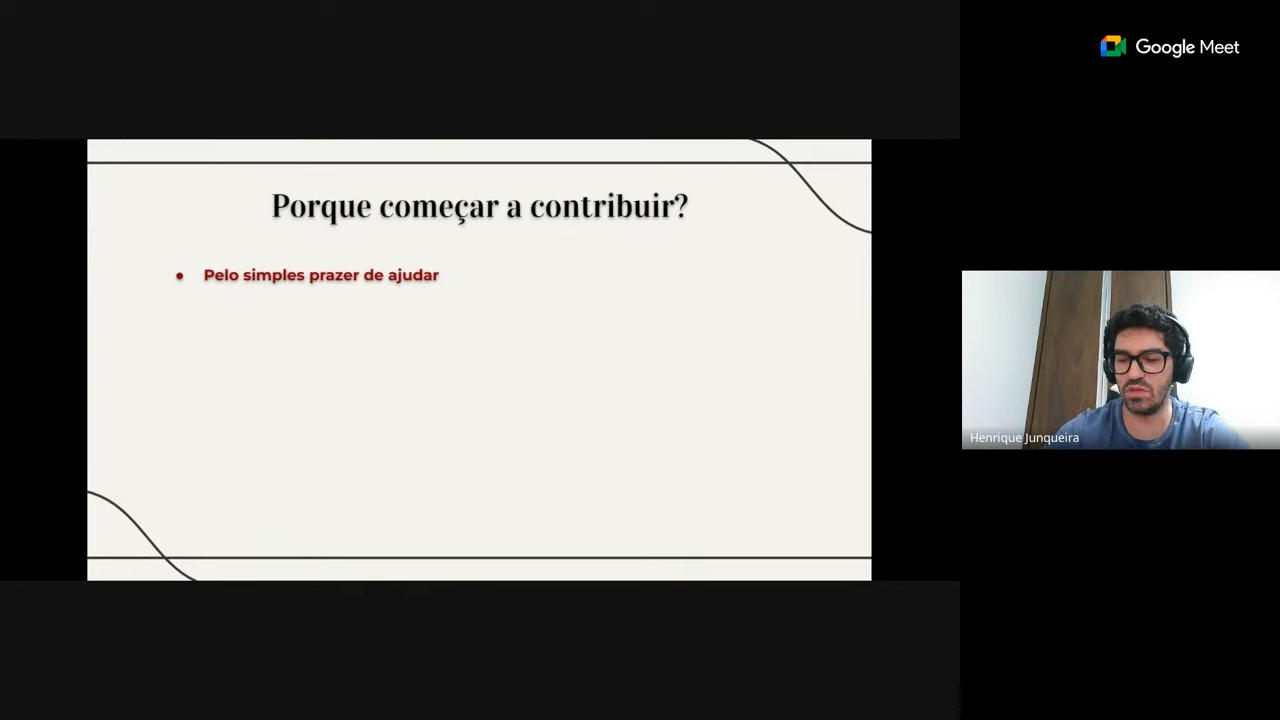 Google Meet
Porque começar a contribuir?
• Pelo simples prazer de ajudar
Henrique Junqueira